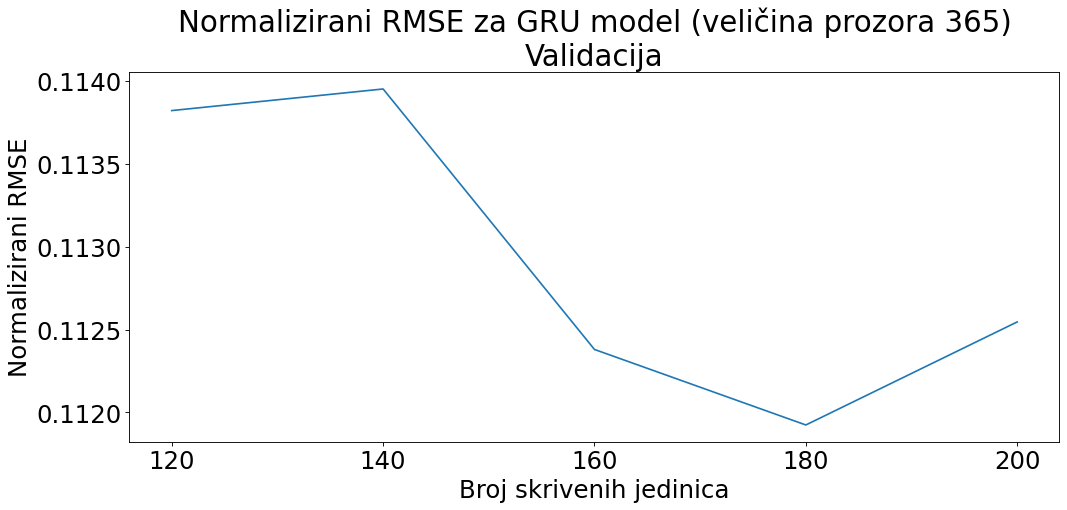 Normalizirani RMSE za GRU model (veličina prozora 365)
Validacija
Normalizirani RMSE
0.1140
0.1135
0.1130
0.1125
0.1120
120 140 160 180 200
Broj skrivenih jedinica